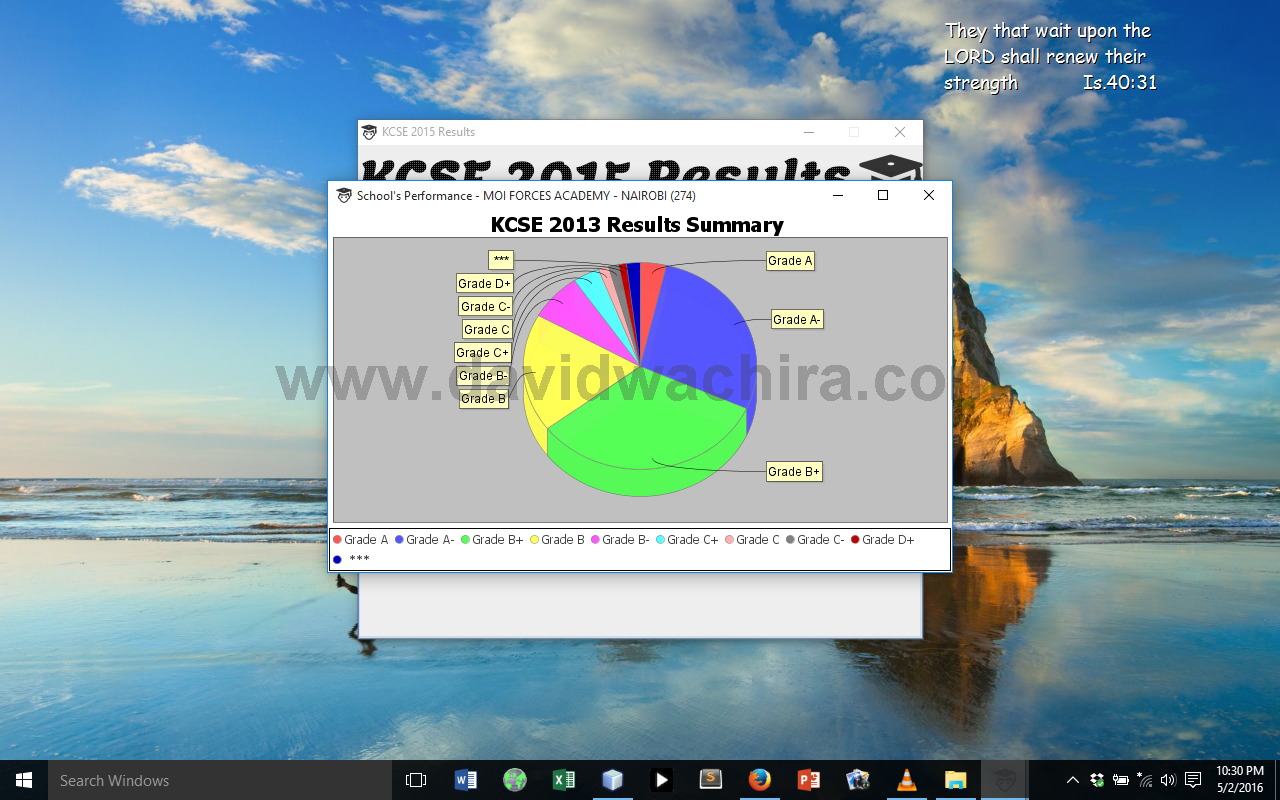 They that wait upon the
LORD shall renew their
strength Is.40:31
KCSE 2015 Results
KCSE 2015 Results
School's Performance - MOI FORCES ACADEMY - NAIROBI (274)
KCSE 2013 Results Summary
***
Grade A
Grade D+
Grade C-
Grade A-
Grade C
Grade C+
Grade B-
www.davidwachira.co
Grade B
Grade B+
Grade A Grade A- Grade B+ Grade B Grade B- Grade C+ Grade C Grade C- Grade D+
***
Search Windows
10:30 PM
5/2/2016